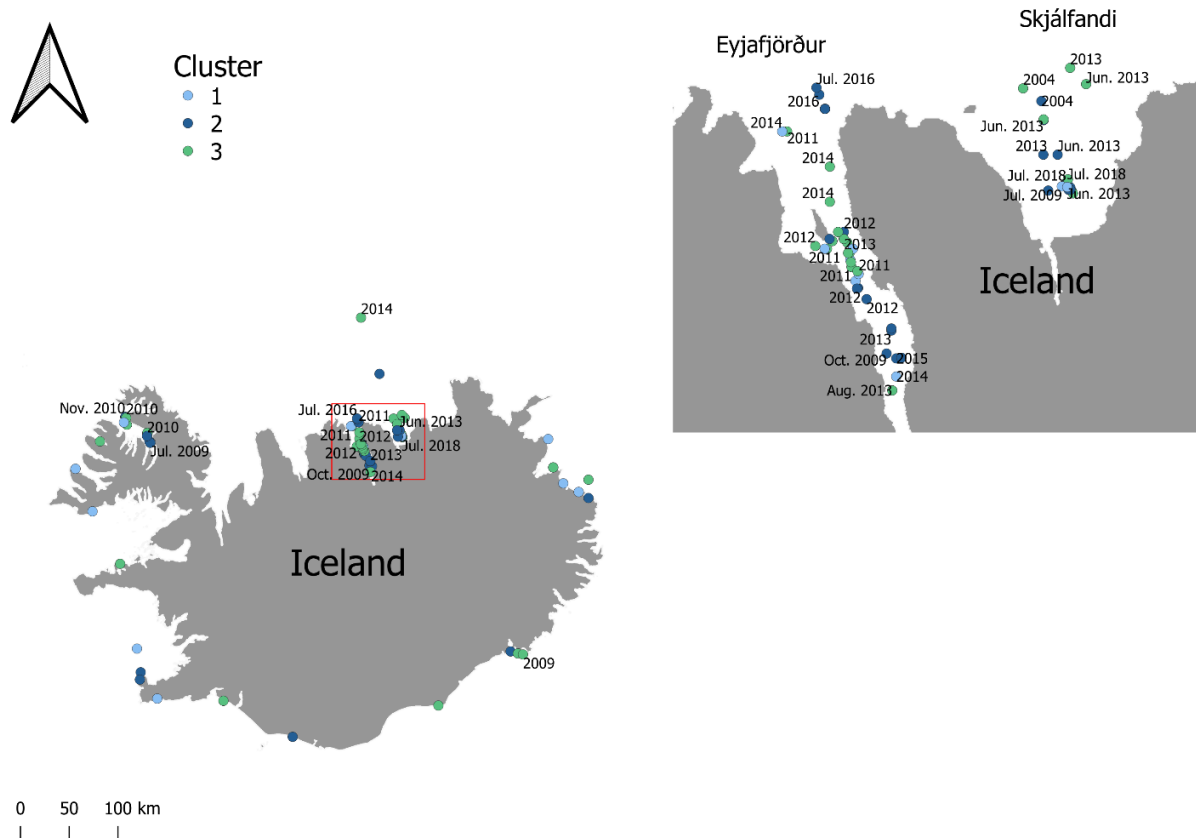 Cluster
1
2
3
Eyjafjörður
Skjálfandi
Jul. 2016
2016
2014
2011
2014
2014
2012
2012
2013
2011
2011
2011
2012
2012
2013
Oct. 2009
2015
2014
Aug. 2013
2013
2004
Jun. 2013
2004
Jun. 2013
2013
Jun. 2013
Jul. 2018
Jul. 2018
Jul. 2009
Jun. 2013
Iceland
2014
Nov. 2010
2010
2010
Jul. 2009
Jul. 2016
2011
Jun. 2013
2011
2012
Jul. 2018
2012
2013
Oct. 2009
2014
Iceland
2009
0 50 100 km